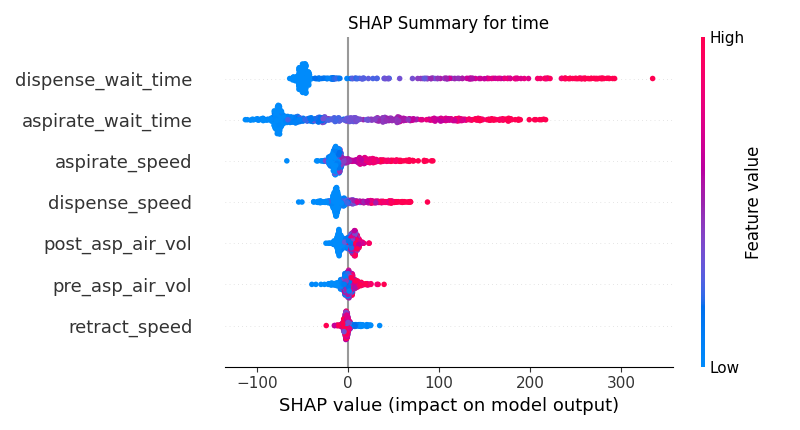 SHAP Summary for time
High
dispense_wait_time
aspirate_wait_time
aspirate_speed
dispense_speed
post_asp_air_vol
pre_asp_air_vol
retract_speed
Feature value
Low
−100 0 100 200 300
SHAP value (impact on model output)